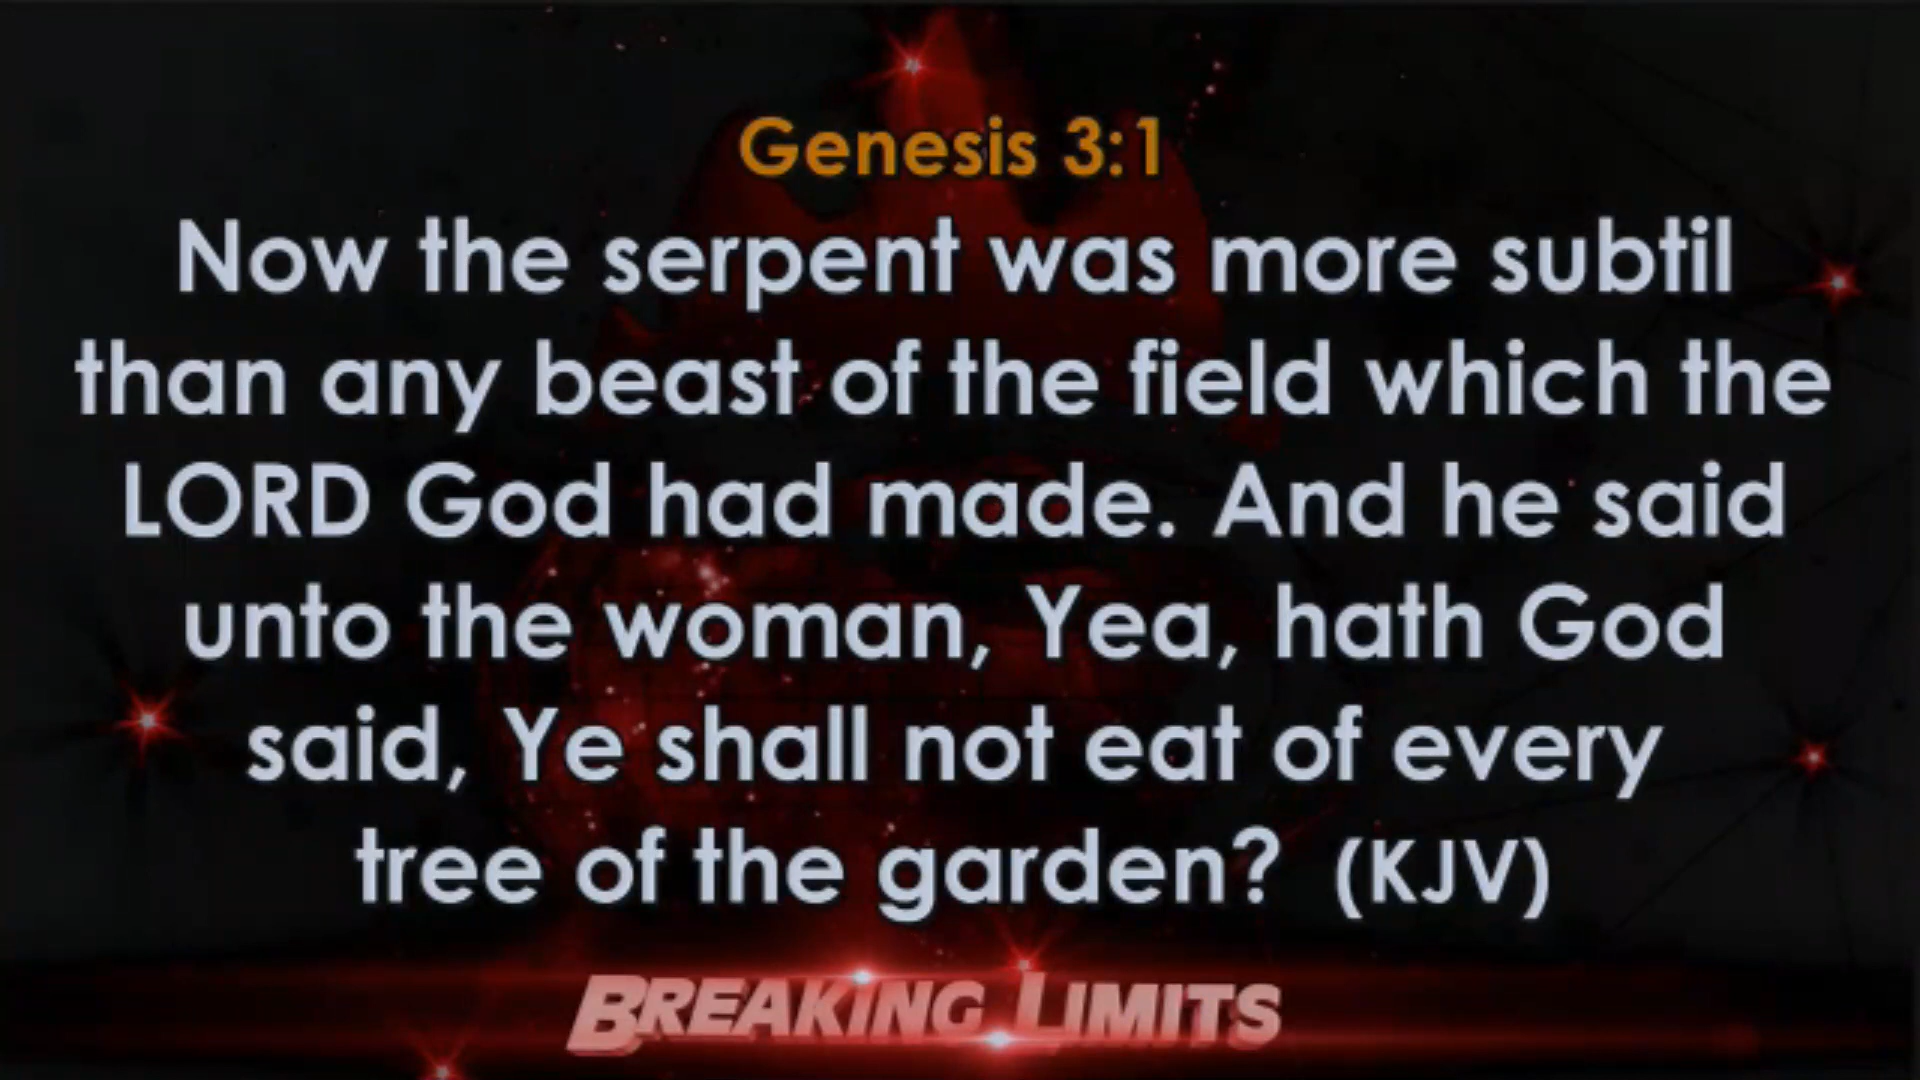 Genesis 3:1
Now the serpent was more subtil
than any beast of the field which the
LORD God had made. And he said
unto the woman, Yea, hath God
said, Ye shall not eat of every
tree of the garden? (KJV)
BREAKING LIMITS